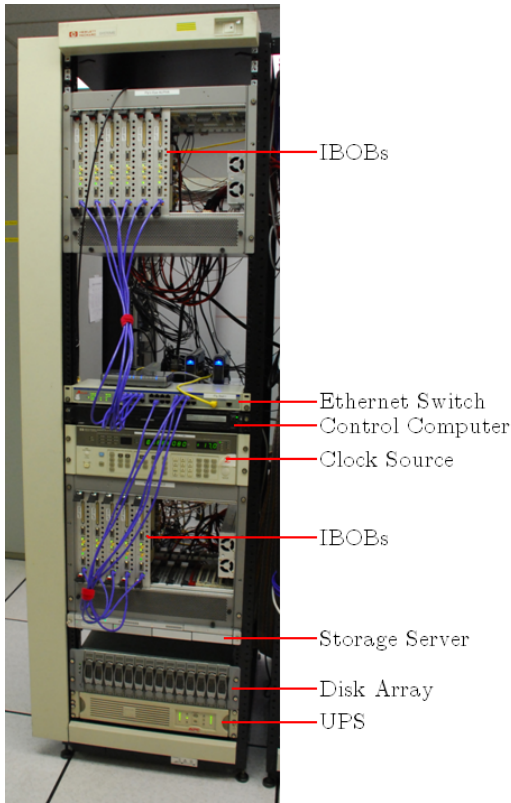 IBOBs
Ethernet Switch
Control Computer
Clock Source
IBOBs
Storage Server
Disk Array
UPS